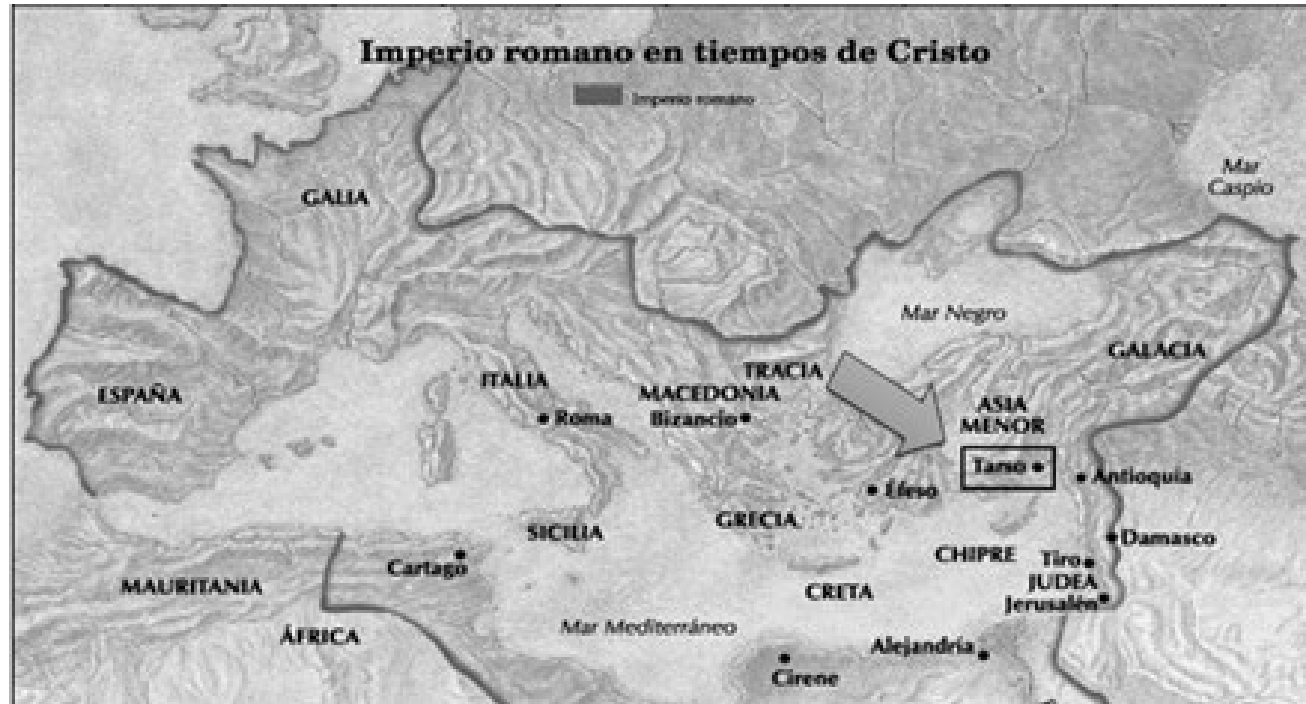 Imperio romano en tiempos de Cristo
Imperio romano
Mar
Caspio
GALIA
Mar Negro
GALACIA
TRACIA
ITALIA
MACEDONIA
ESPAÑA
ASIA
MENOR
Roma
Bizancio
Tarso
Antioquía
Éfeso
GRECIA
SICILIA
Damasco
CHIPRE
Cartago
Tiro
MAURITANIA
JUDEA
CRETA
Jerusalén
Mar Mediterráneo
ÁFRICA
Alejandría
Cirene